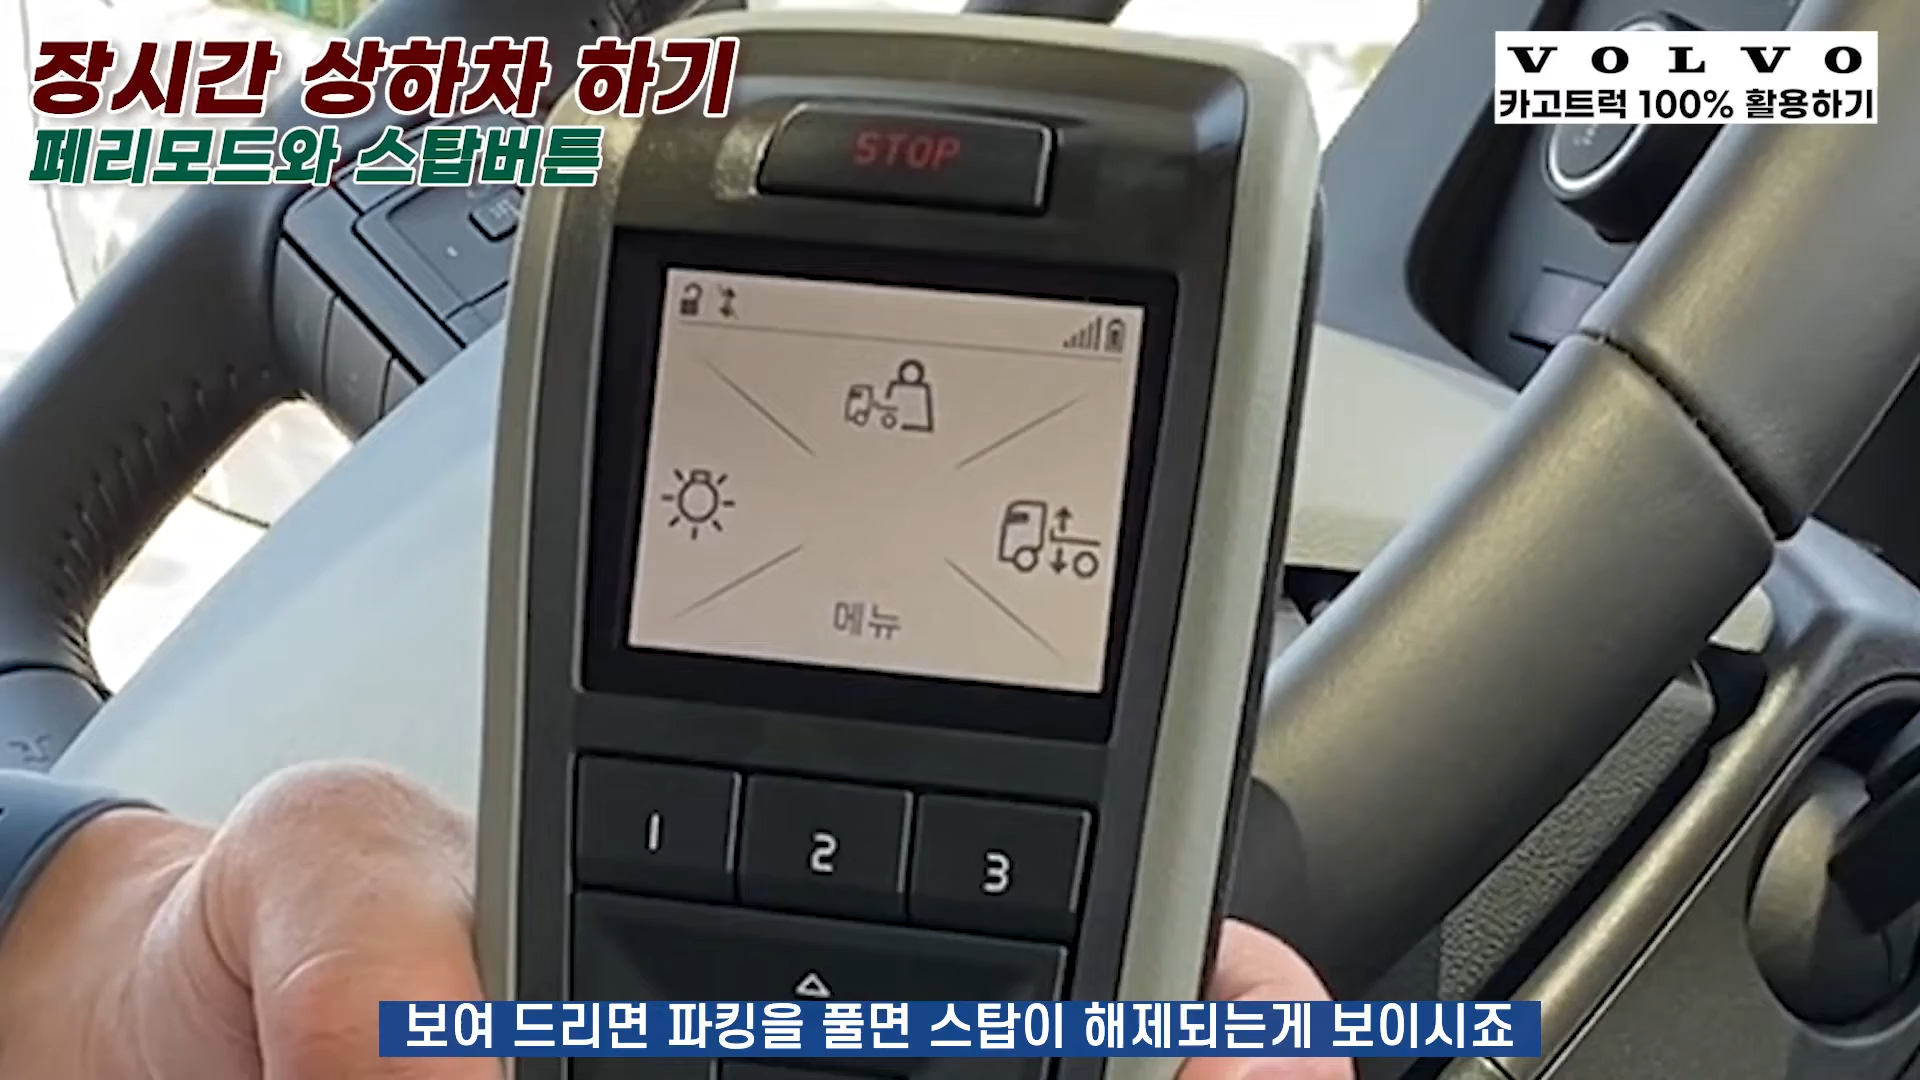 장시간 상하차 하기
페리모드와 스탑버튼
VOLVO
카고트럭 100% 활용하기
STOP
메뉴
1
2
3
보여 드리면 파킹을 풀면 스탑이 해제되는게 보이시죠